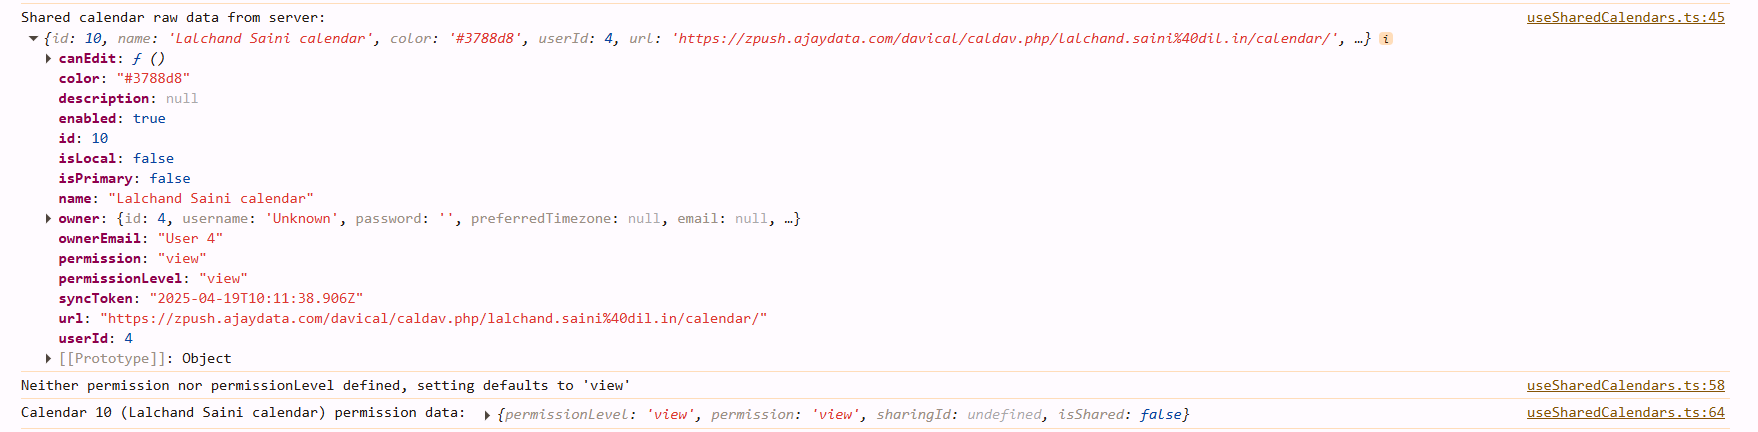 Shared calendar raw data from server: useSharedCalendars.ts:45
{id: 10, name: 'Lalchand Saini calendar', color: '#3788d8', userId: 4, url: 'https://zpush.ajaydata.com/davical/caldav.php/lalchand.saini%40dil.in/calendar/', …} i
canEdit: ƒ ()
color: "#3788d8"
description: null
enabled: true
id: 10
isLocal: false
isPrimary: false
name: "Lalchand Saini calendar"
owner: {id: 4, username: 'Unknown', password: '', preferredTimezone: null, email: null, …}
ownerEmail: "User 4"
permission: "view"
permissionLevel: "view"
syncToken: "2025-04-19T10:11:38.906Z"
url: "https://zpush.ajaydata.com/davical/caldav.php/lalchand.saini%40dil.in/calendar/"
userId: 4
[[Prototype]]: Object
Neither permission nor permissionLevel defined, setting defaults to 'view' useSharedCalendars.ts:58
Calendar 10 (Lalchand Saini calendar) permission data: {permissionLevel: 'view', permission: 'view', sharingId: undefined, isShared: false} useSharedCalendars.ts:64